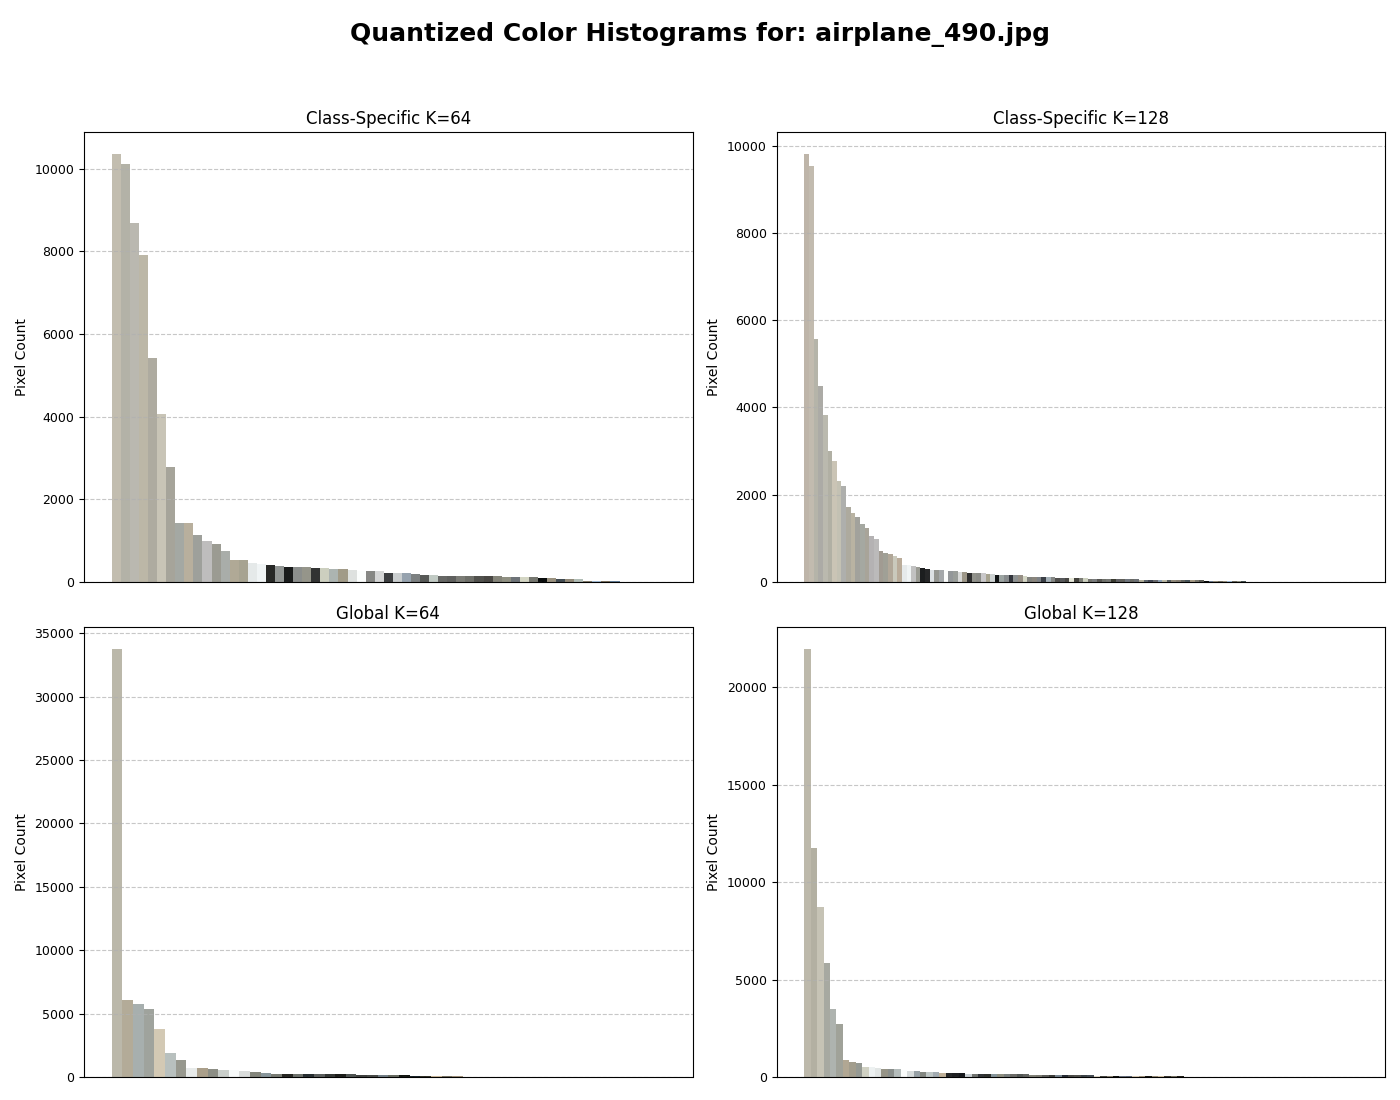 Quantized Color Histograms for: airplane_490.jpg
Class-Specific K=64
Class-Specific K=128
Pixel Count
10000
8000
6000
4000
2000
0
Pixel Count
10000
8000
6000
4000
2000
0
Global K=64
Global K=128
Pixel Count
35000
30000
25000
20000
15000
10000
5000
0
Pixel Count
20000
15000
10000
5000
0